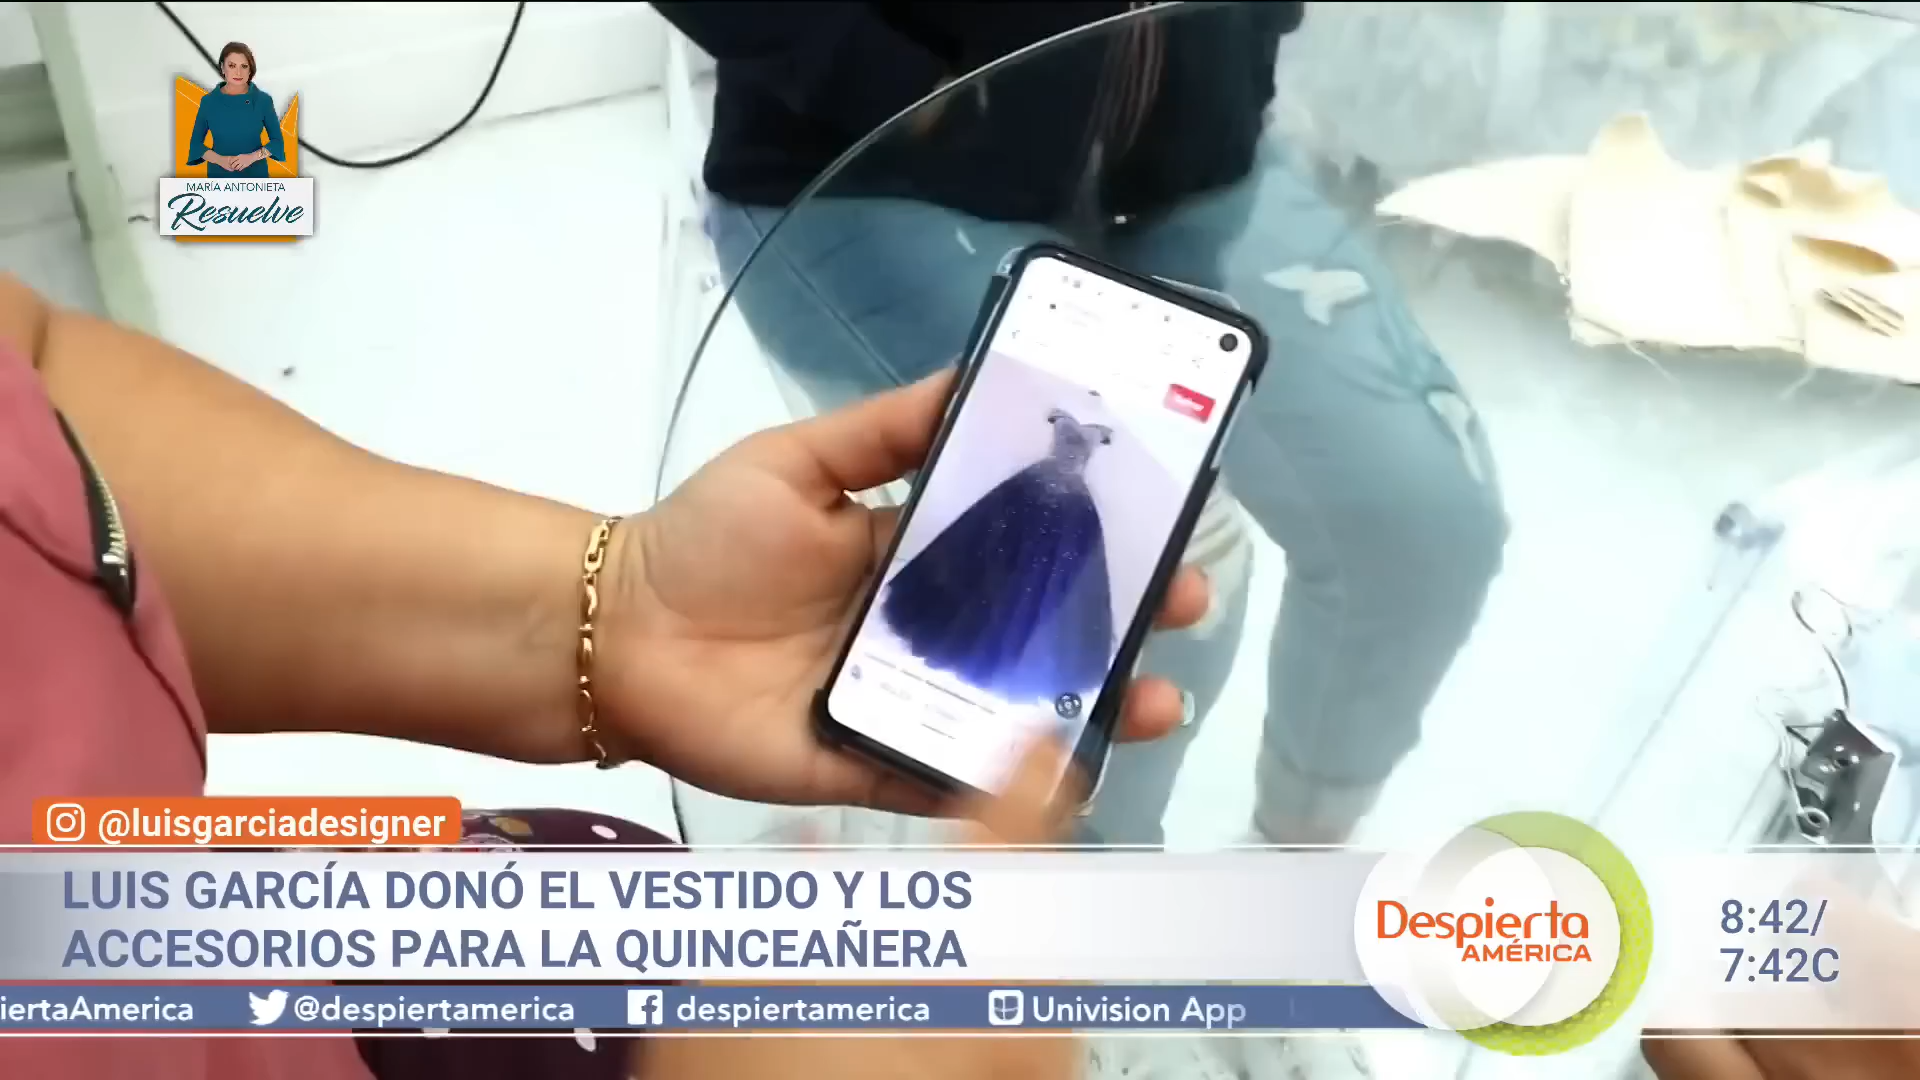 MARÍA ANTONIETA
Resuelve
@luisgarciadesigner
LUIS GARCÍA DONÓ EL VESTIDO Y LOS
ACCESORIOS PARA LA QUINCEAÑERA
Despierta
AMÉRICA
8:42/
7:42C
iertaAmerica @despiertamerica despiertamerica Univision App